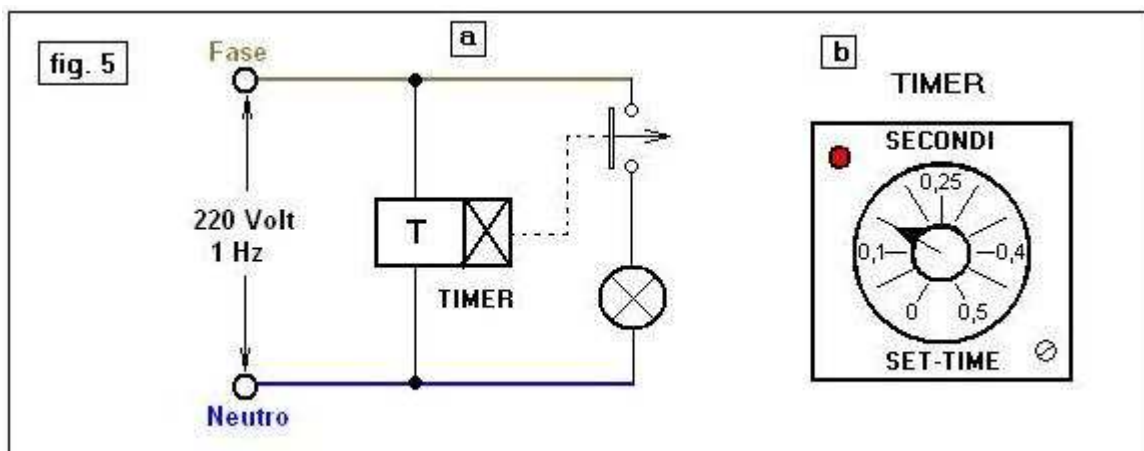 fig. 5
Fase
a
220 Volt
1 Hz
T
TIMER
Neutro
b
TIMER
SECONDI
0,25
0,1
0,4
0
0,5
SET-TIME